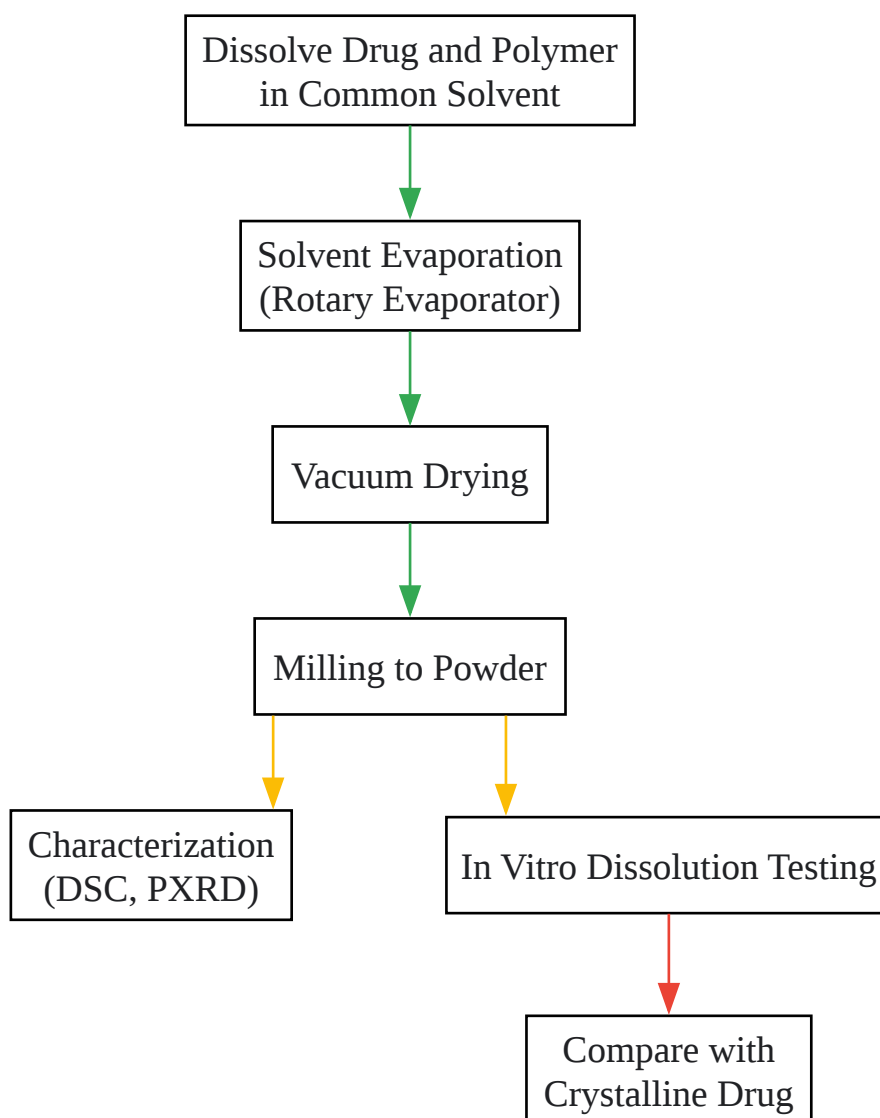 Dissolve Drug and Polymer
in Common Solvent
Solvent Evaporation
(Rotary Evaporator)
Vacuum Drying
Milling to Powder
Characterization
(DSC, PXRD)
In Vitro Dissolution Testing
Compare with
Crystalline Drug